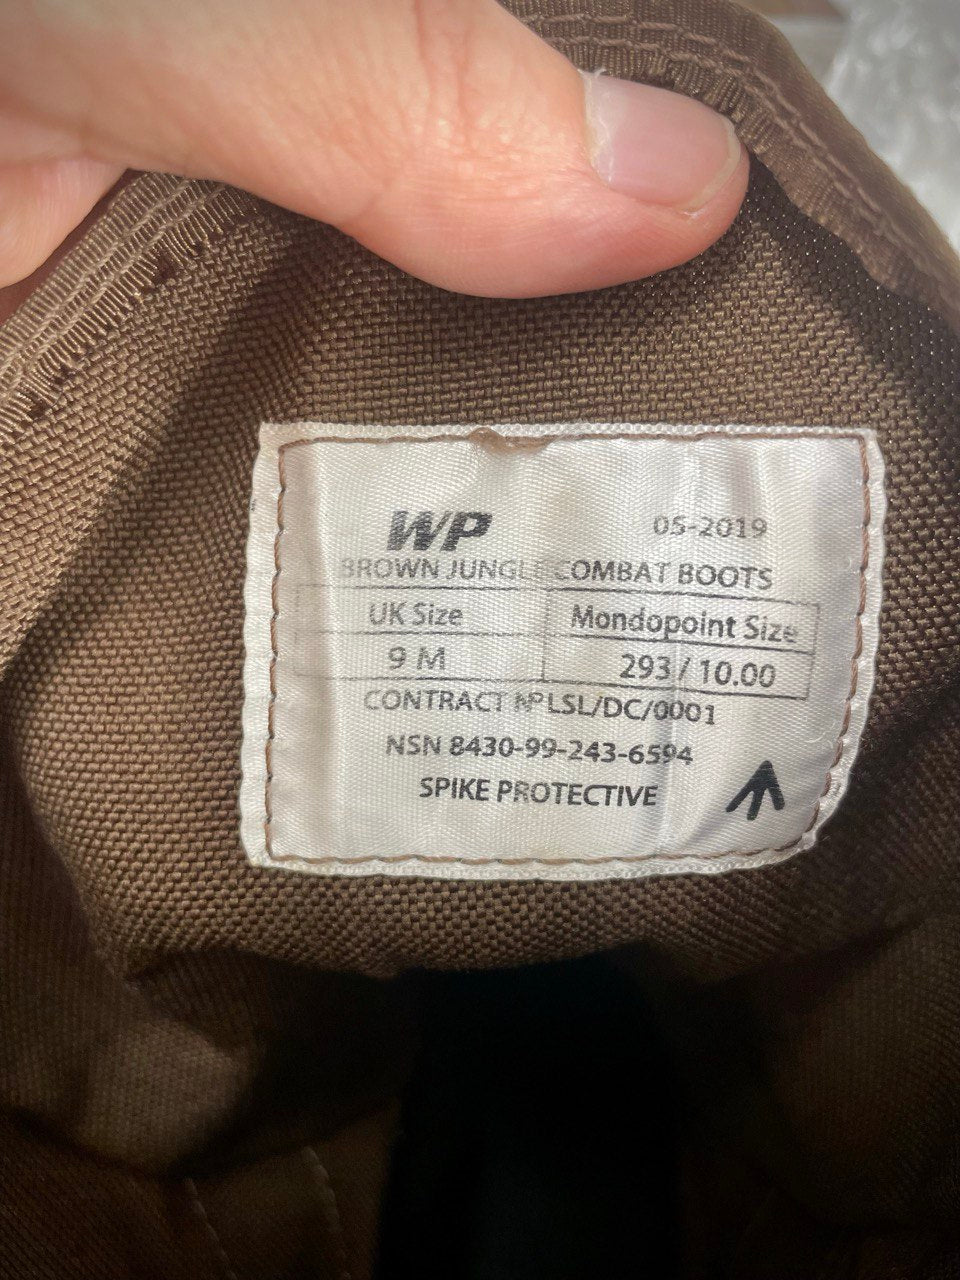 WP 05-2019
BROWN JUNGLE COMBAT BOOTS
UK Size Mondopoint Size
9 M 293 / 10.00
CONTRACT Nº LSL/DC/0001
NSN 8430-99-243-6594
SPIKE PROTECTIVE